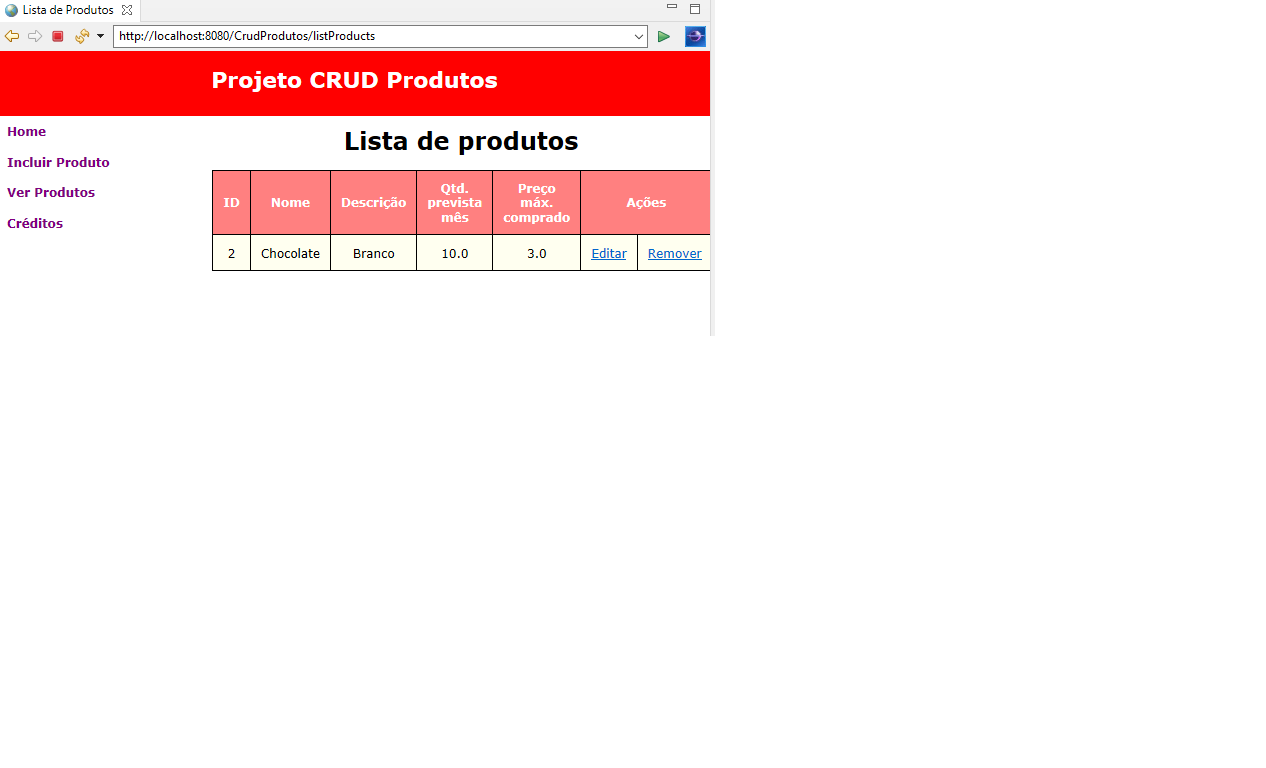 Lista de Produtos
http://localhost:8080/CrudProdutos/listProducts
Projeto CRUD Produtos
Home
Incluir Produto
Ver Produtos
Créditos
Lista de produtos
ID Nome Descrição Qtd. prevista mês Preço máx. comprado Ações
2 Chocolate Branco 10.0 3.0 Editar Remover